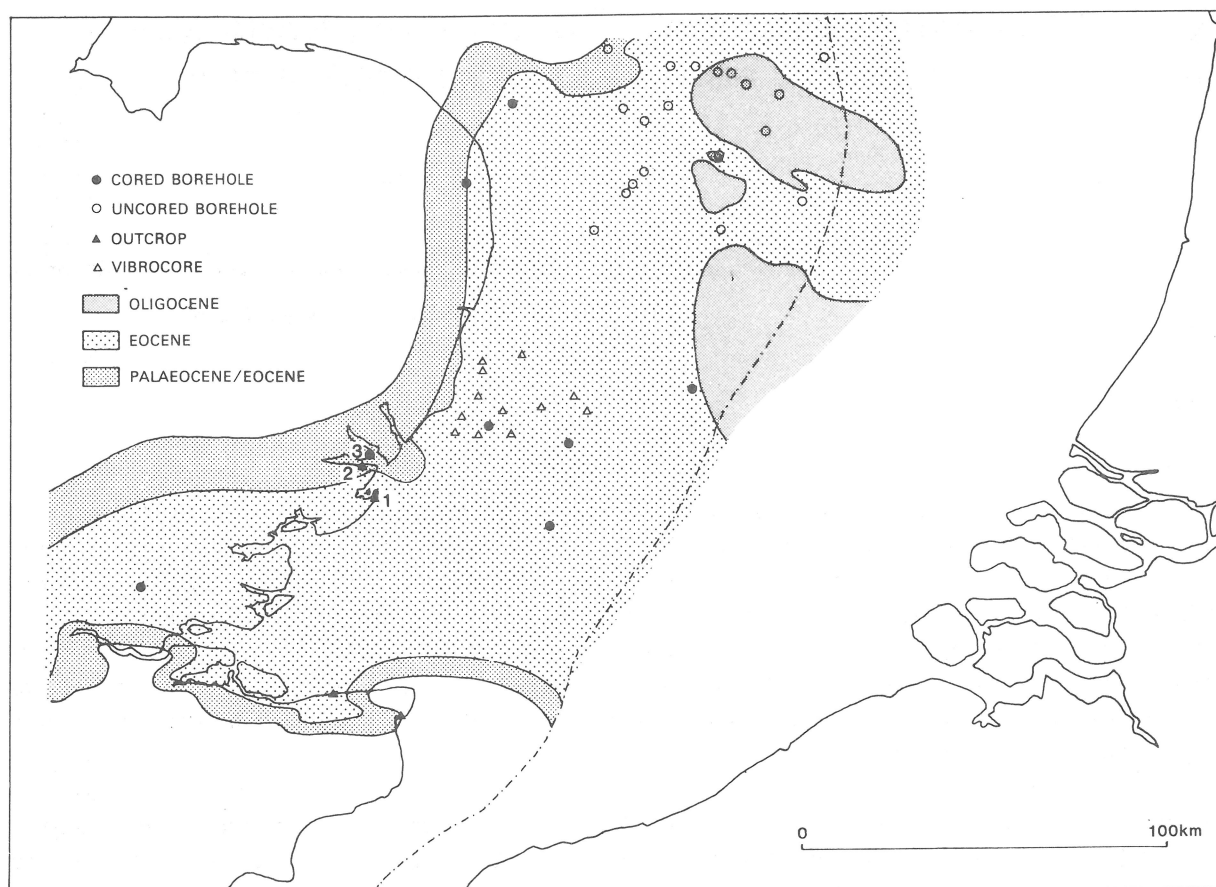 CORED BOREHOLE
UNCORED BOREHOLE
OUTCROP
VIBROCORE
OLIGOCENE
EOCENE
PALAEOCENE/EOCENE
3
2
1
0
100km